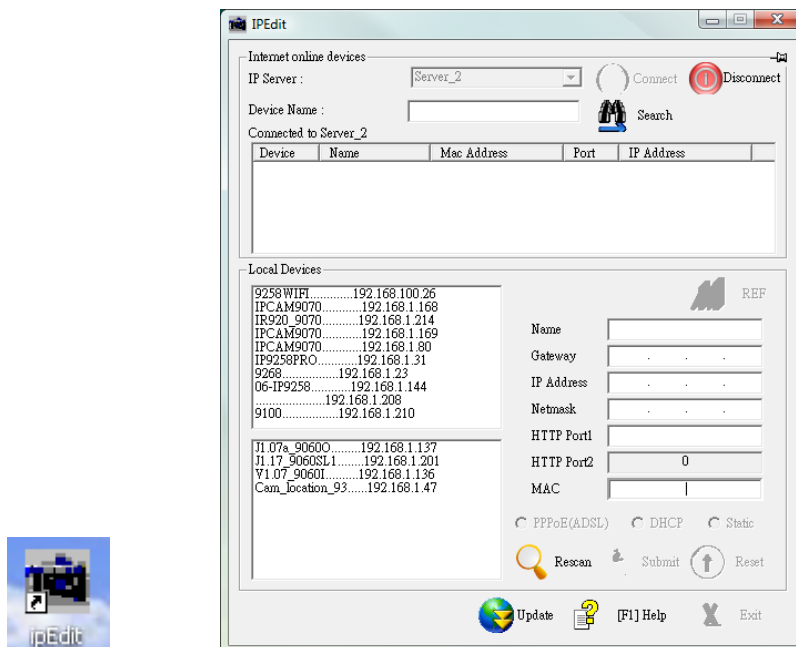 IPEdit
Internet online devices
IP Server :
Server_2
Connect
Disconnect
Device Name :
Search
Connected to Server_2
Device Name Mac Address Port IP Address
Local Devices
9258WIFI............192.168.100.26
IPCAM9070............192.168.1.168
IR920_9070............192.168.1.214
IPCAM9070............192.168.1.169
IPCAM9070............192.168.1.80
IP9258PRO............192.168.1.31
9268.................192.168.1.23
06-IP9258............192.168.1.144
.....................192.168.1.208
9100.................192.168.1.210
J1.07a_9060O.........192.168.1.137
J1.17_9060SL1........192.168.1.201
V1.07_9060I..........192.168.1.136
Cam_location_93......192.168.1.47
REF
Name
Gateway . . .
IP Address . . .
Netmask . . .
HTTP Port1
HTTP Port2 0
MAC
PPPoE(ADSL) DHCP Static
Rescan Submit Reset
Update [F1] Help Exit
ipEdit